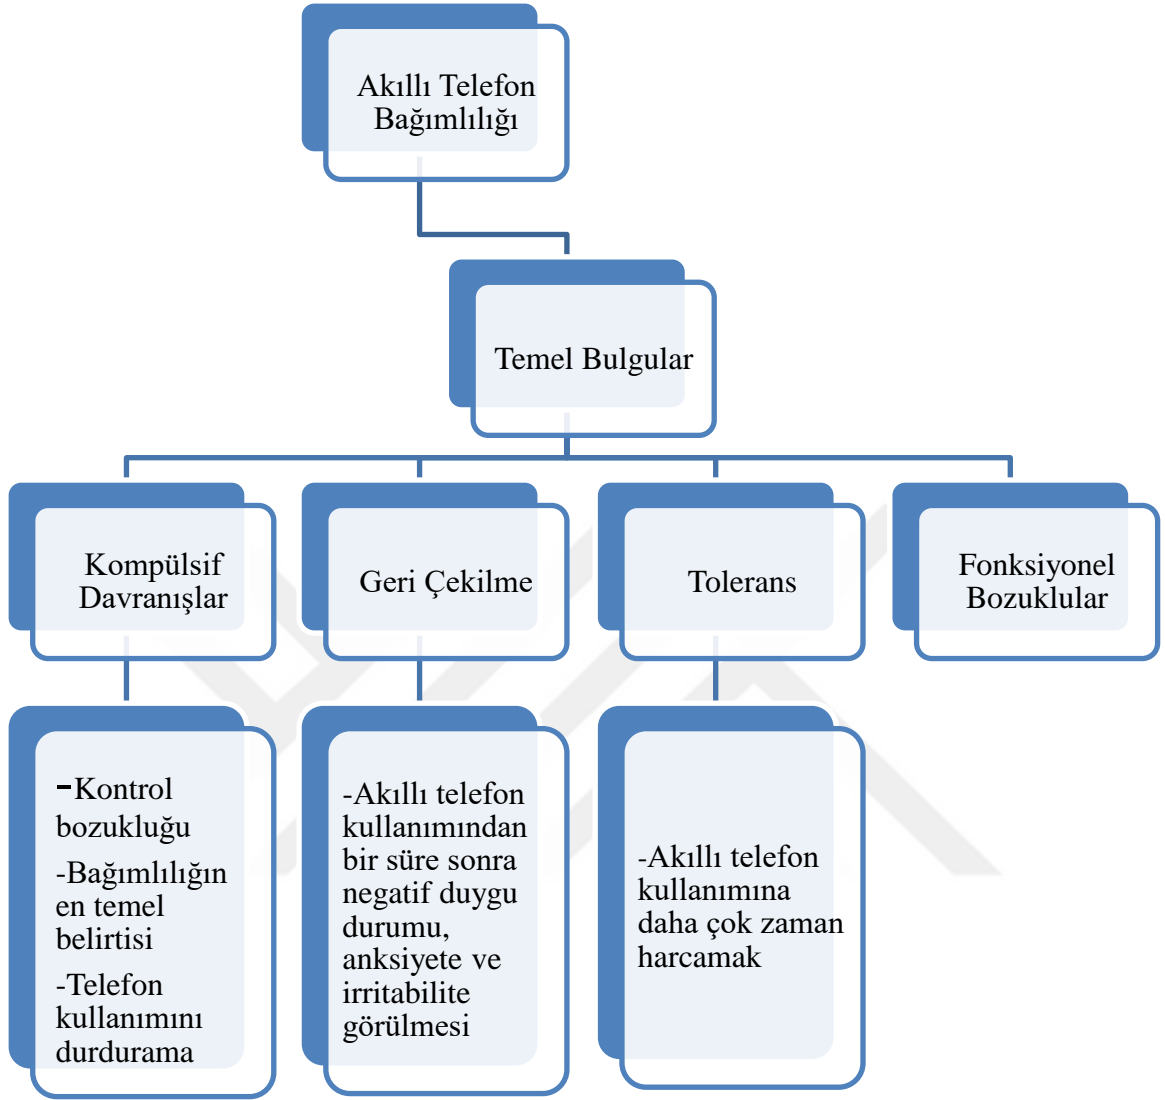 Akıllı Telefon
Bağımlılığı
Temel Bulgular
Kompülsif
Davranışlar
Geri Çekilme
Tolerans
Fonksiyonel
Bozuklular
-Kontrol
bozukluğu
-Bağımlılığın
en temel
belirtisi
-Telefon
kullanımını
durdurama
-Akıllı telefon
kullanımından
bir süre sonra
negatif duygu
durumu,
anksiyete ve
irritabilite
görülmesi
-Akıllı telefon
kullanımına
daha çok zaman
harcamak